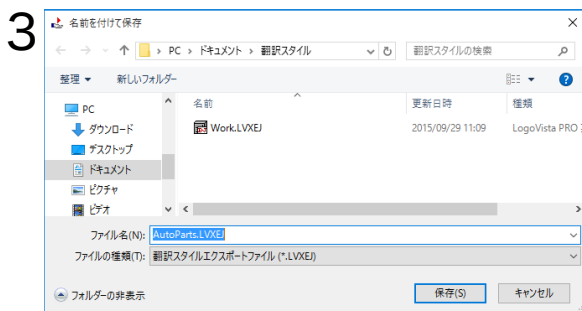 3
名前を付けて保存
PC › ドキュメント › 翻訳スタイル
翻訳スタイルの検索
整理 新しいフォルダー
名前 更新日時 種類
PC
ダウンロード
デスクトップ
ドキュメント
ピクチャ
ビデオ
Work.LVXEJ 2015/09/29 11:09 LogoVista PRO
ファイル名(N): AutoParts.LVXEJ
ファイルの種類(T): 翻訳スタイルエクスポートファイル (*.LVXEJ)
フォルダーの非表示
保存(S) キャンセル